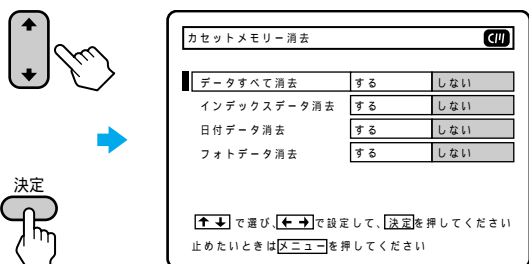 カセットメモリー消去 CIII
データすべて消去 する しない
インデックスデータ消去 する しない
日付データ消去 する しない
フォトデータ消去 する しない
決定
↑↓で選び、←→で設定して、決定を押してください
止めたいときはメニューを押してください